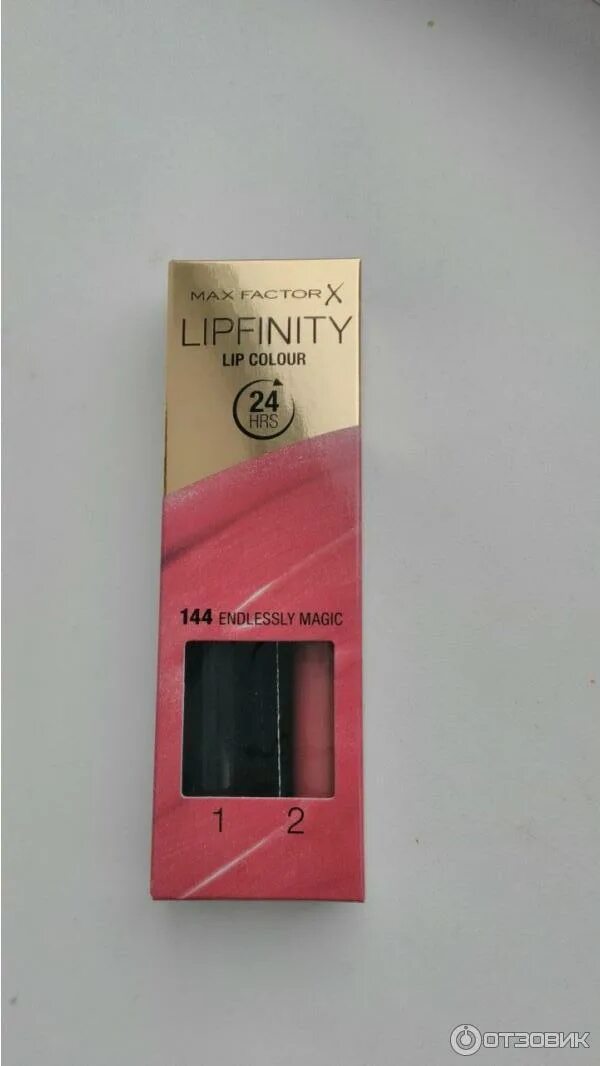 MAX FACTOR X
LIPFINITY
LIP COLOUR
24
HRS
144 ENDLESSLY MAGIC
1 2
ОТЗОВИК